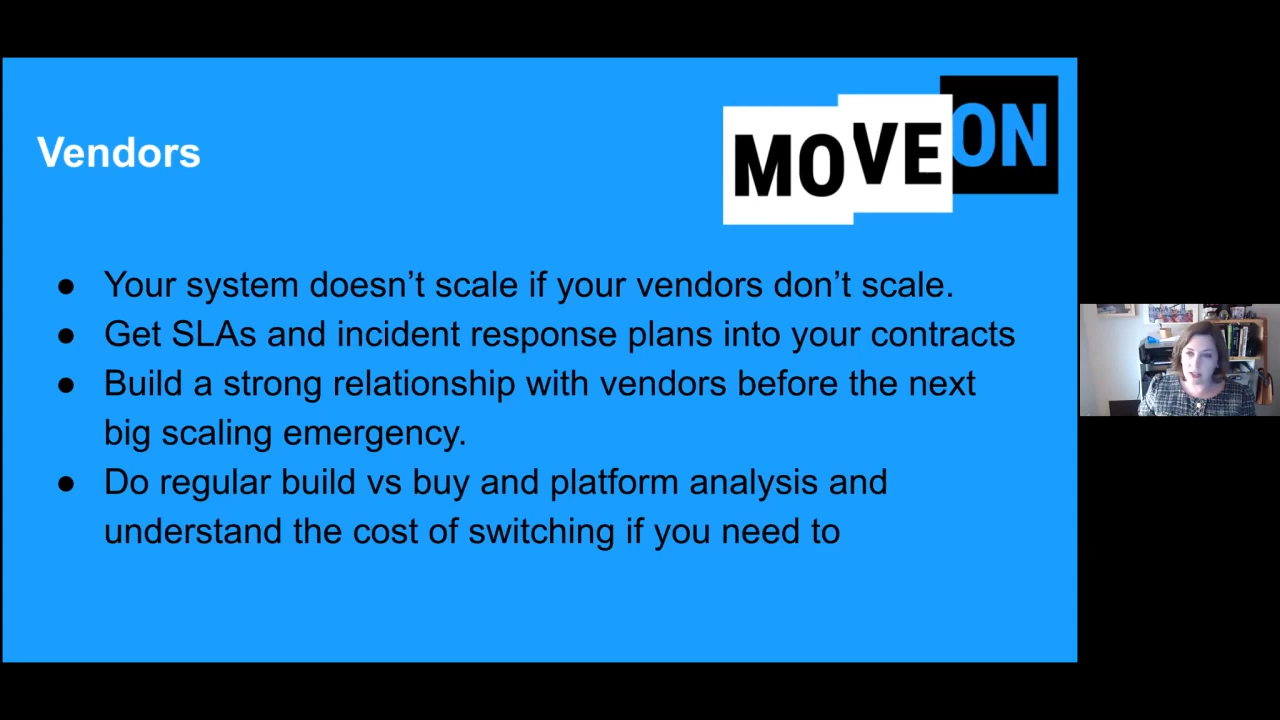 MOVEON
Vendors
● Your system doesn’t scale if your vendors don’t scale.
● Get SLAs and incident response plans into your contracts
● Build a strong relationship with vendors before the next
big scaling emergency.
● Do regular build vs buy and platform analysis and
understand the cost of switching if you need to